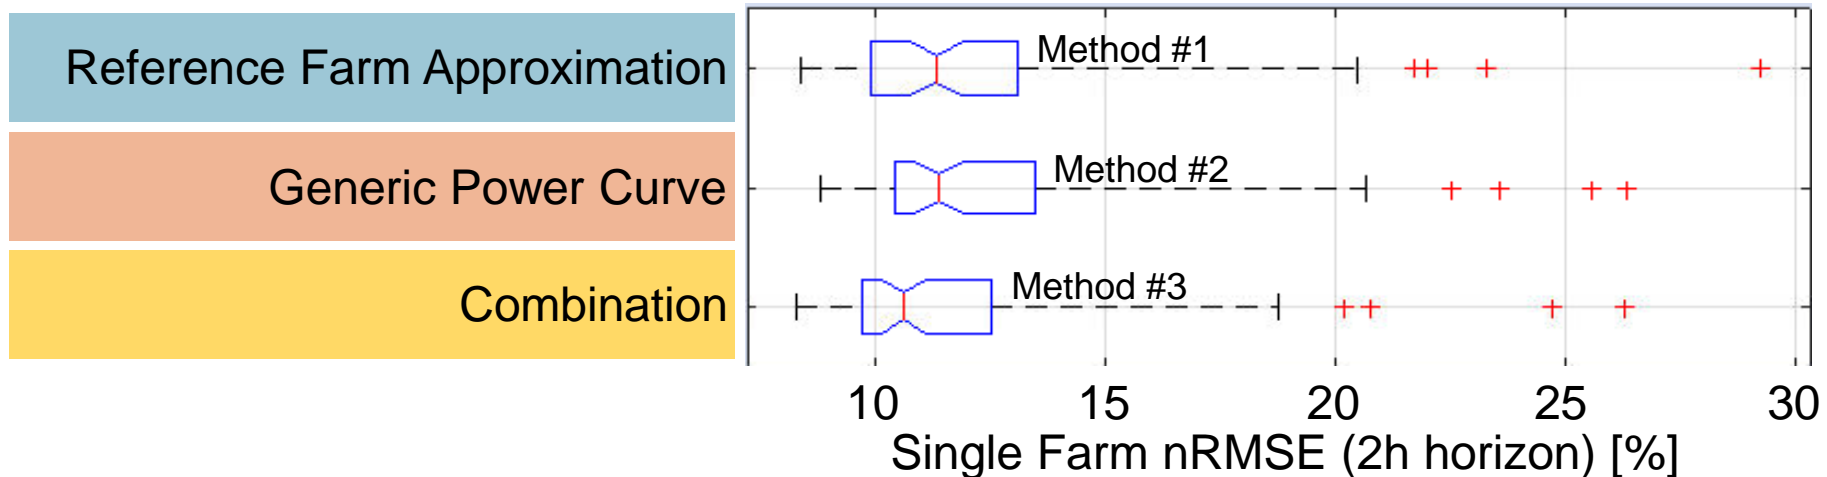 Reference Farm Approximation
Method #1
Generic Power Curve
Method #2
Combination
Method #3
10 15 20 25 30
Single Farm nRMSE (2h horizon) [%]